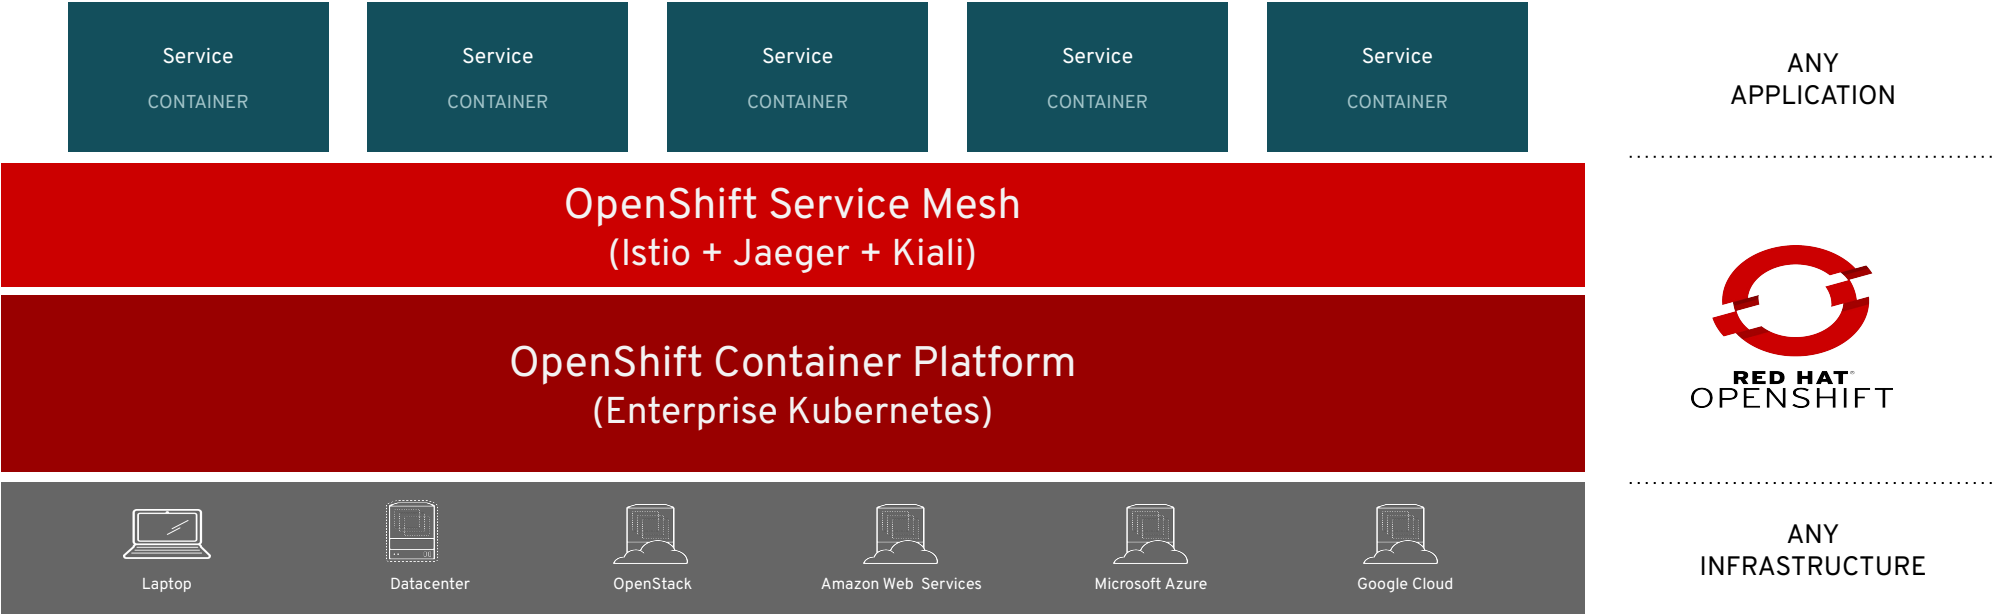 Service
CONTAINER
Service
CONTAINER
Service
CONTAINER
Service
CONTAINER
Service
CONTAINER
ANY
APPLICATION
OpenShift Service Mesh
(Istio + Jaeger + Kiali)
OpenShift Container Platform
(Enterprise Kubernetes)
RED HAT®
OPENSHIFT
Laptop
Datacenter
OpenStack
Amazon Web Services
Microsoft Azure
Google Cloud
ANY
INFRASTRUCTURE